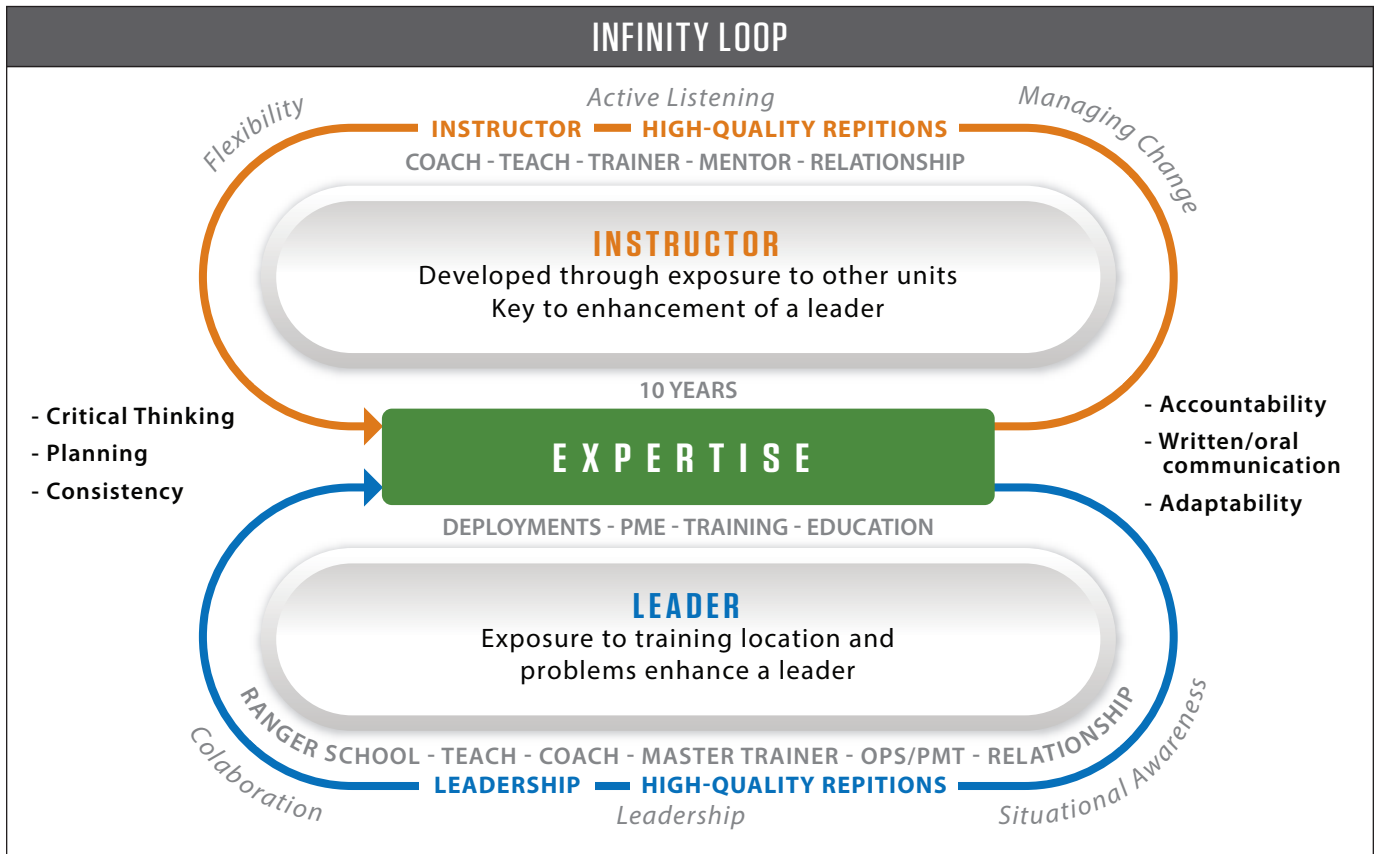 INFINITY LOOP
Flexibility
Active Listening
Managing Change
INSTRUCTOR HIGH-QUALITY REPITIONS
COACH - TEACH - TRAINER - MENTOR - RELATIONSHIP
INSTRUCTOR
Developed through exposure to other units
Key to enhancement of a leader
10 YEARS
- Critical Thinking
- Planning
- Consistency
EXPERTISE
- Accountability
- Written/oral
communication
- Adaptability
DEPLOYMENTS - PME - TRAINING - EDUCATION
LEADER
Exposure to training location and
problems enhance a leader
RANGER SCHOOL - TEACH - COACH - MASTER TRAINER - OPS/PMT - RELATIONSHIP
LEADERSHIP HIGH-QUALITY REPITIONS
Colaboration
Leadership
Situational Awareness